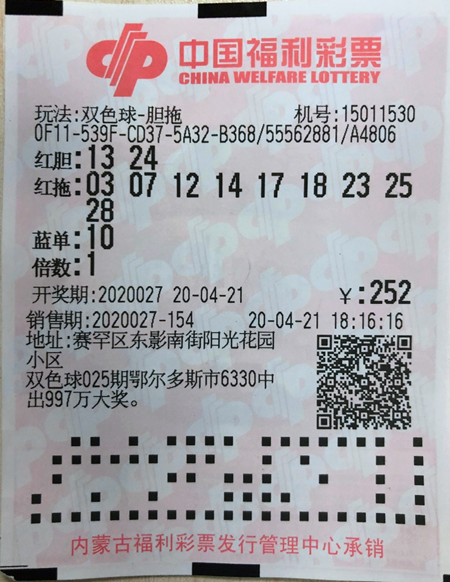 中国福利彩票
CHINA WELFARE LOTTERY
玩法:双色球-胆拖 机号:15011530
0F11-539F-CD37-5A32-B368/55562881/A4806
红胆:13 24
红拖:03 07 12 14 17 18 23 25
28
蓝单:10
倍数:1
开奖期:2020027 20-04-21 ￥:252
销售期:2020027-154 20-04-21 18:16:16
地址:赛罕区东影南街阳光花园
小区
双色球025期鄂尔多斯市6330中
出997万大奖。
内蒙古福利彩票发行管理中心承销